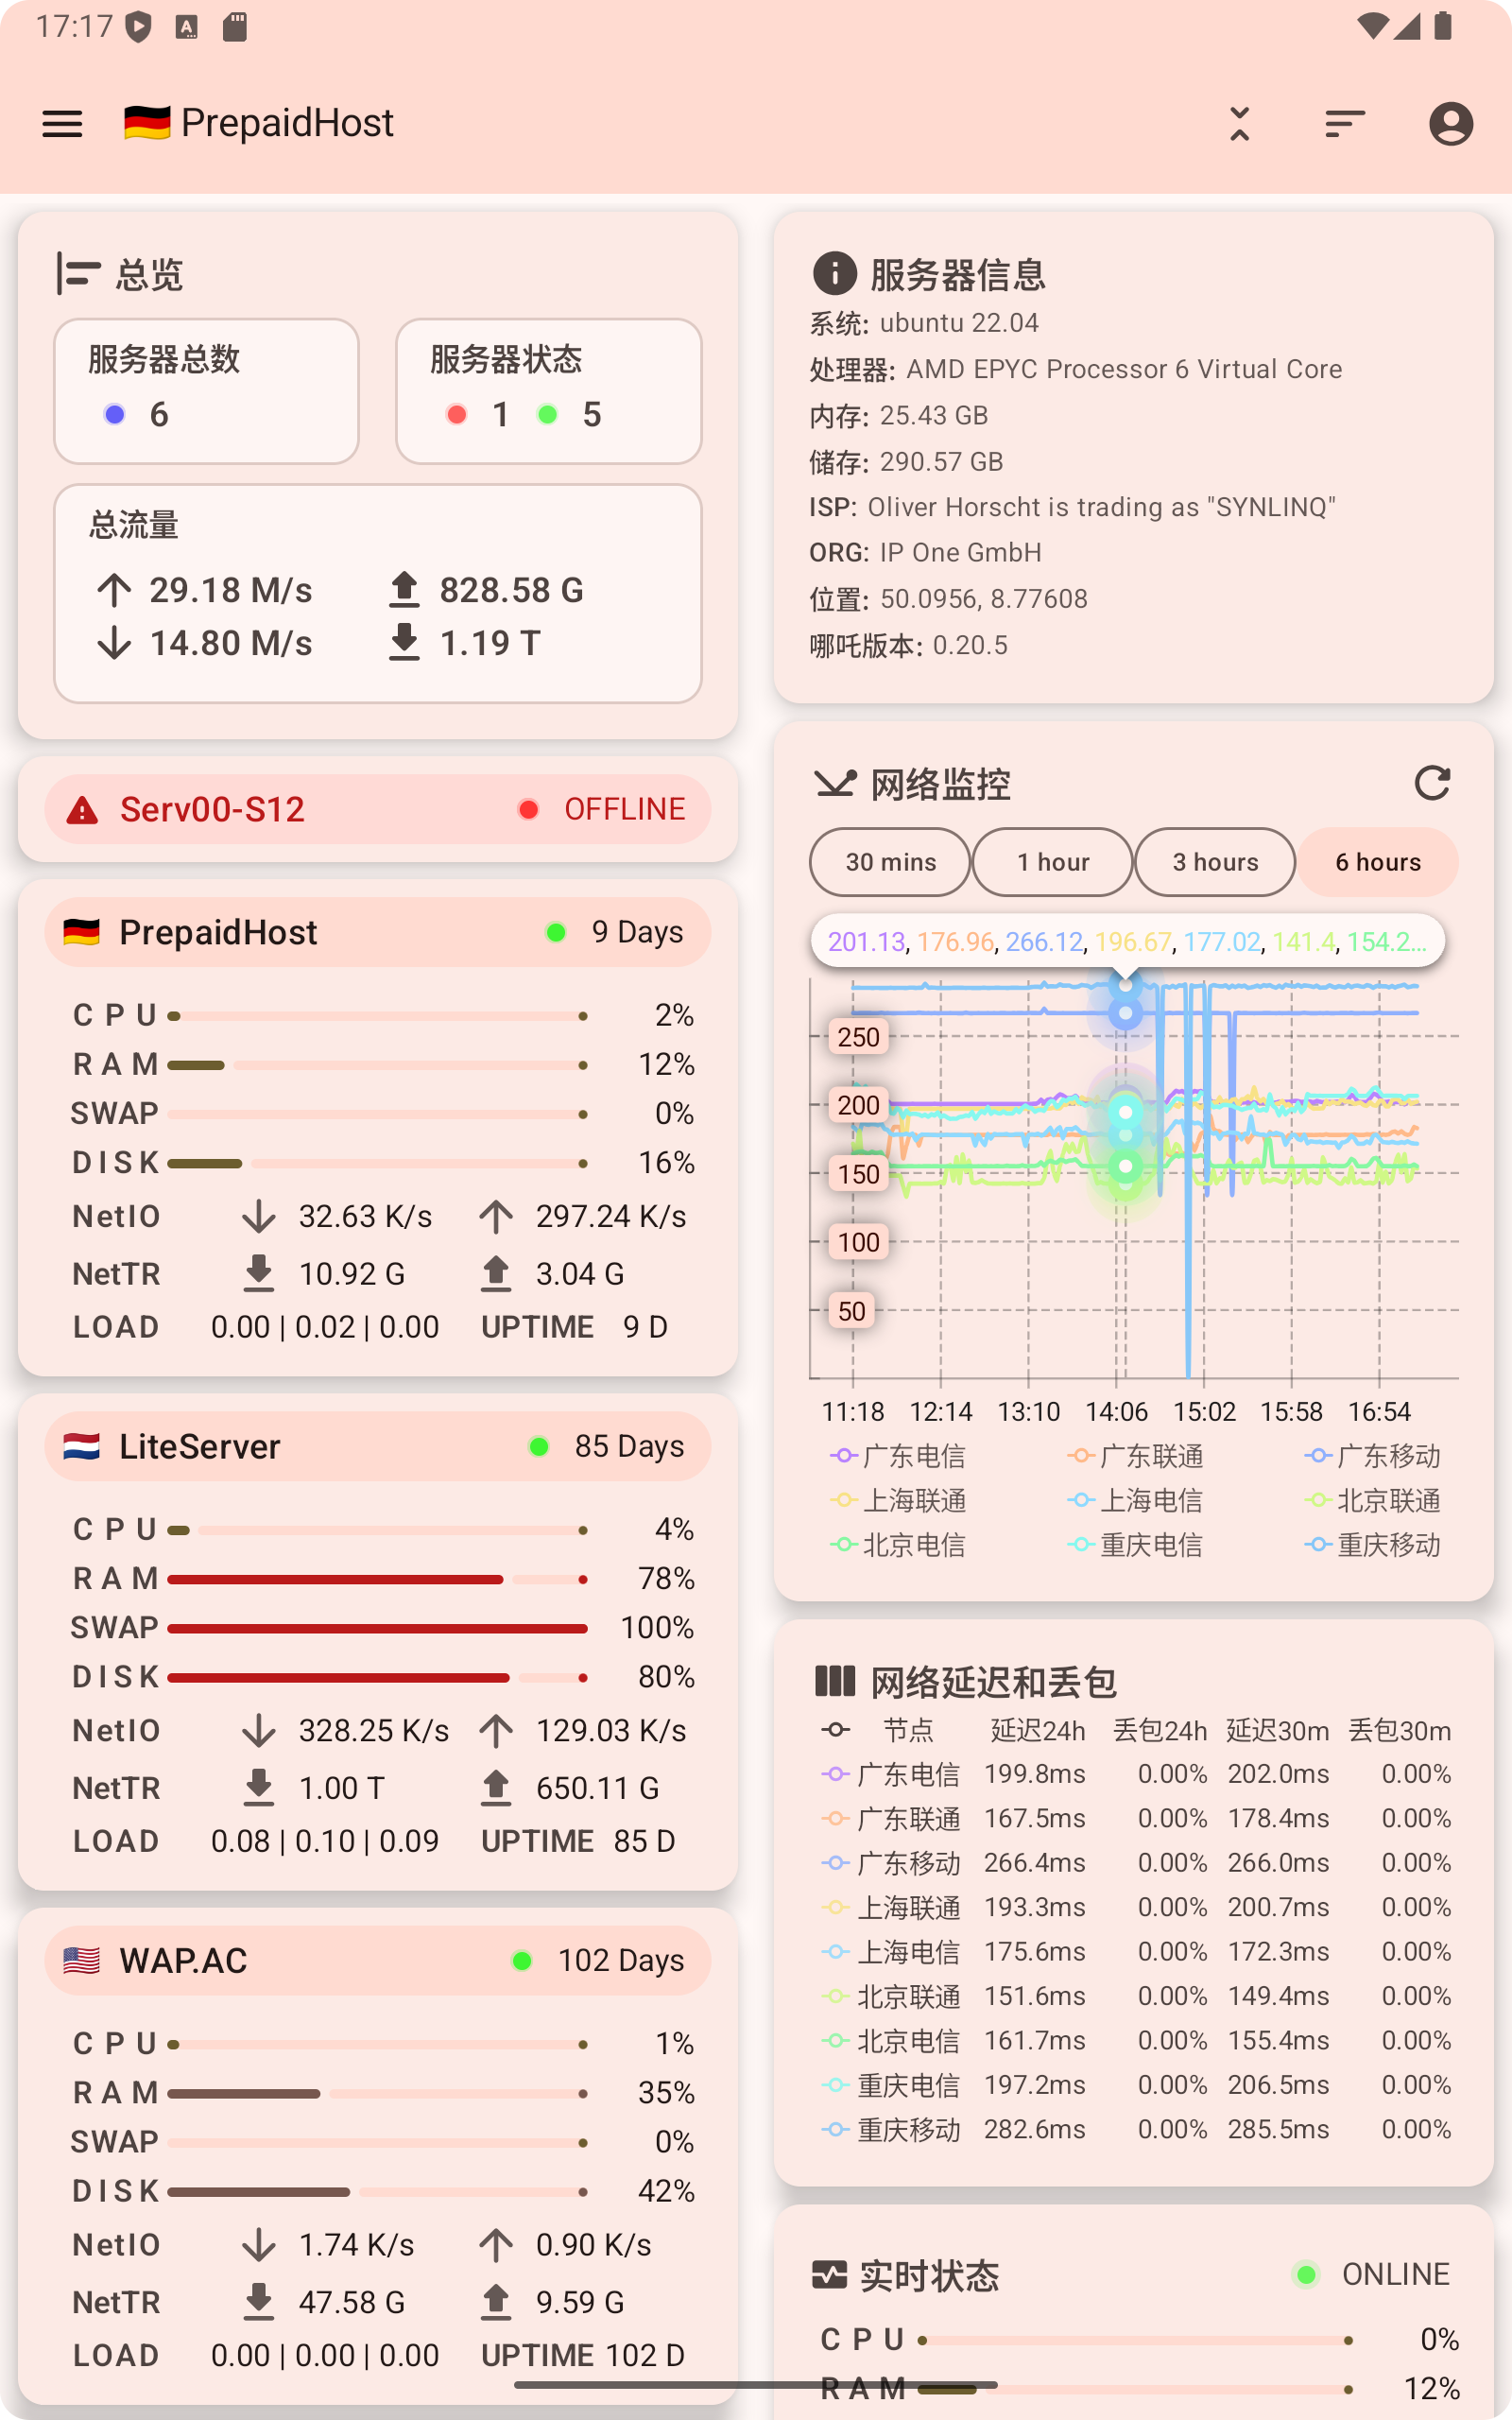 17:17
PrepaidHost
总览
服务器总数
6
服务器状态
1 5
总流量
29.18 M/s 828.58 G
14.80 M/s 1.19 T
Serv00-S12 OFFLINE
PrepaidHost 9 Days
CPU 2%
RAM 12%
SWAP 0%
DISK 16%
NetIO 32.63 K/s 297.24 K/s
NetTR 10.92 G 3.04 G
LOAD 0.00 | 0.02 | 0.00 UPTIME 9 D
LiteServer 85 Days
CPU 4%
RAM 78%
SWAP 100%
DISK 80%
NetIO 328.25 K/s 129.03 K/s
NetTR 1.00 T 650.11 G
LOAD 0.08 | 0.10 | 0.09 UPTIME 85 D
WAP.AC 102 Days
CPU 1%
RAM 35%
SWAP 0%
DISK 42%
NetIO 1.74 K/s 0.90 K/s
NetTR 47.58 G 9.59 G
LOAD 0.00 | 0.00 | 0.00 UPTIME 102 D
服务器信息
系统: ubuntu 22.04
处理器: AMD EPYC Processor 6 Virtual Core
内存: 25.43 GB
储存: 290.57 GB
ISP: Oliver Horscht is trading as "SYNLINQ"
ORG: IP One GmbH
位置: 50.0956, 8.77608
哪吒版本: 0.20.5
网络监控
30 mins 1 hour 3 hours 6 hours
201.13, 176.96, 266.12, 196.67, 177.02, 141.4, 154.2...
250
200
150
100
50
11:18 12:14 13:10 14:06 15:02 15:58 16:54
广东电信 广东联通 广东移动
上海联通 上海电信 北京联通
北京电信 重庆电信 重庆移动
网络延迟和丢包
节点 延迟24h 丢包24h 延迟30m 丢包30m
广东电信 199.8ms 0.00% 202.0ms 0.00%
广东联通 167.5ms 0.00% 178.4ms 0.00%
广东移动 266.4ms 0.00% 266.0ms 0.00%
上海联通 193.3ms 0.00% 200.7ms 0.00%
上海电信 175.6ms 0.00% 172.3ms 0.00%
北京联通 151.6ms 0.00% 149.4ms 0.00%
北京电信 161.7ms 0.00% 155.4ms 0.00%
重庆电信 197.2ms 0.00% 206.5ms 0.00%
重庆移动 282.6ms 0.00% 285.5ms 0.00%
实时状态 ONLINE
CPU 0%
RAM 12%